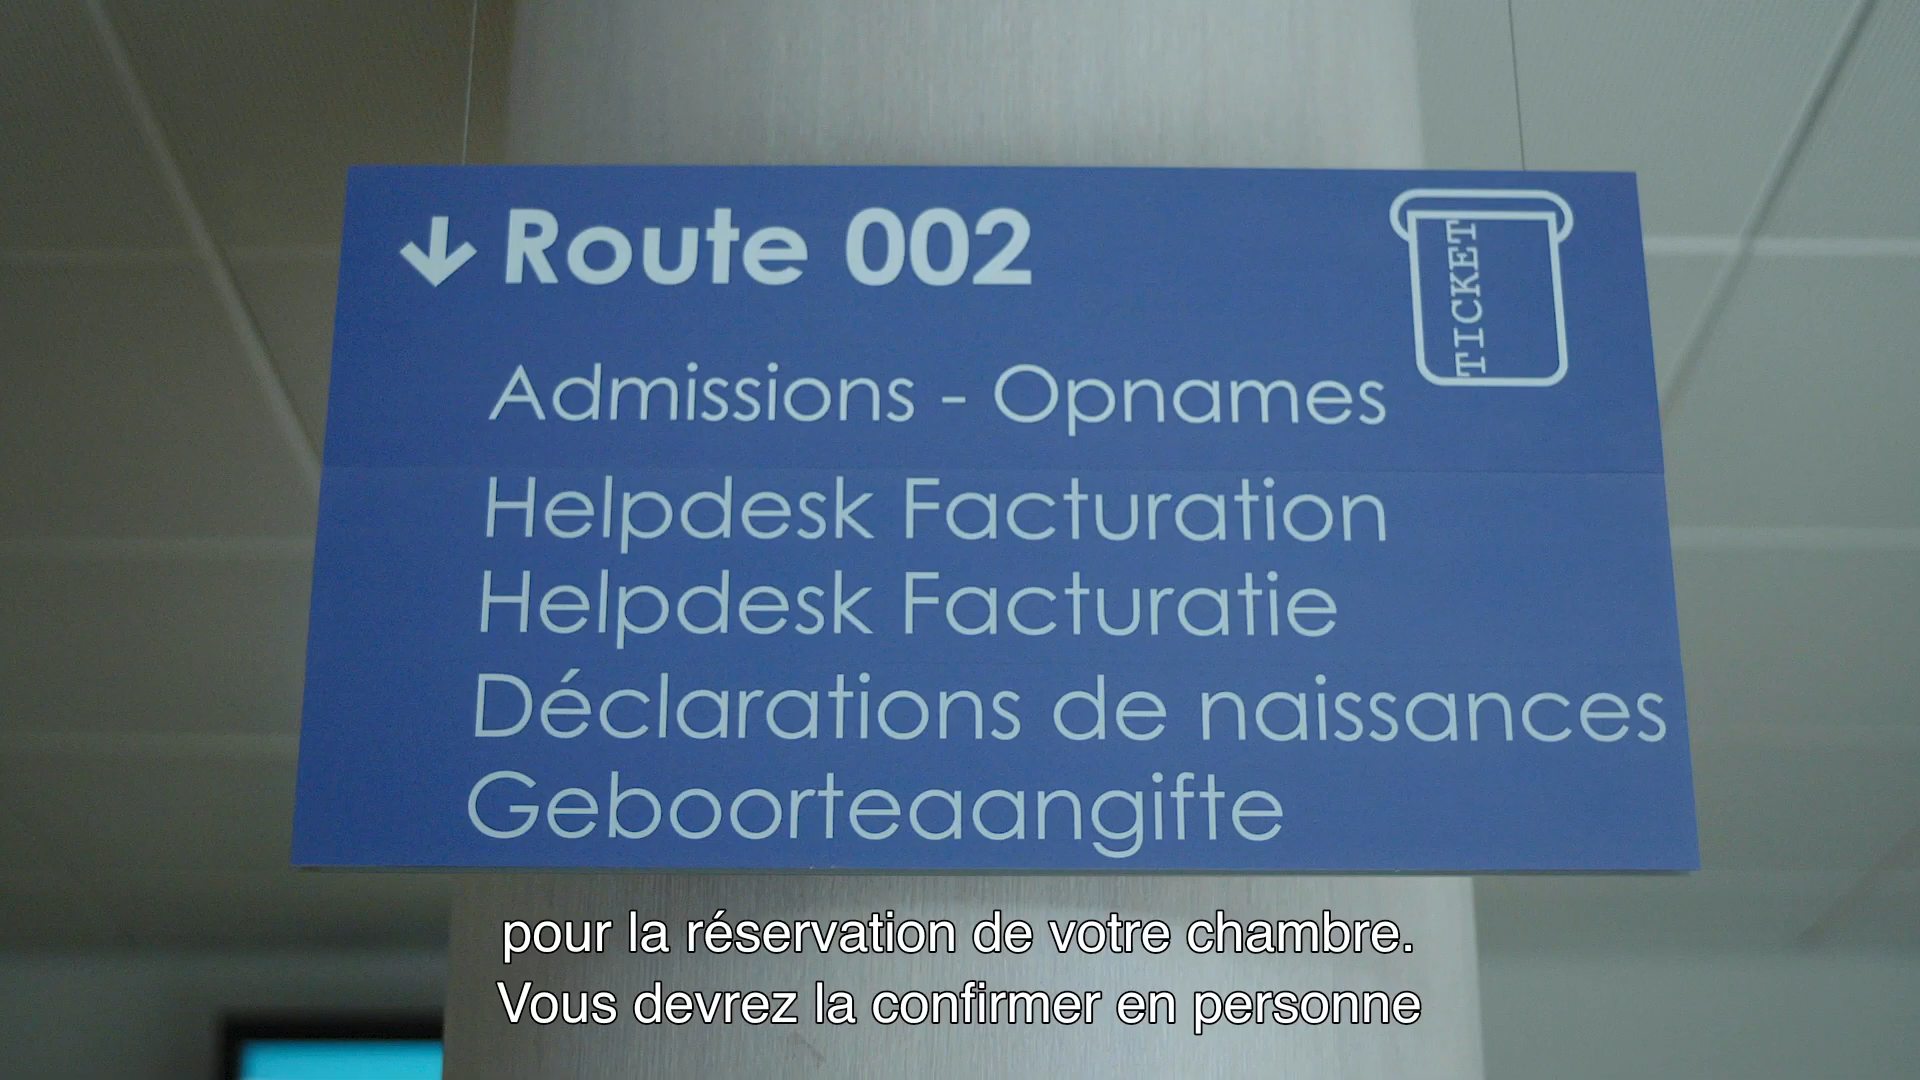 Route 002
TICKET
Admissions - Opnames
Helpdesk Facturation
Helpdesk Facturatie
Déclarations de naissances
Geboorteaangifte
pour la réservation de votre chambre.
Vous devrez la confirmer en personne